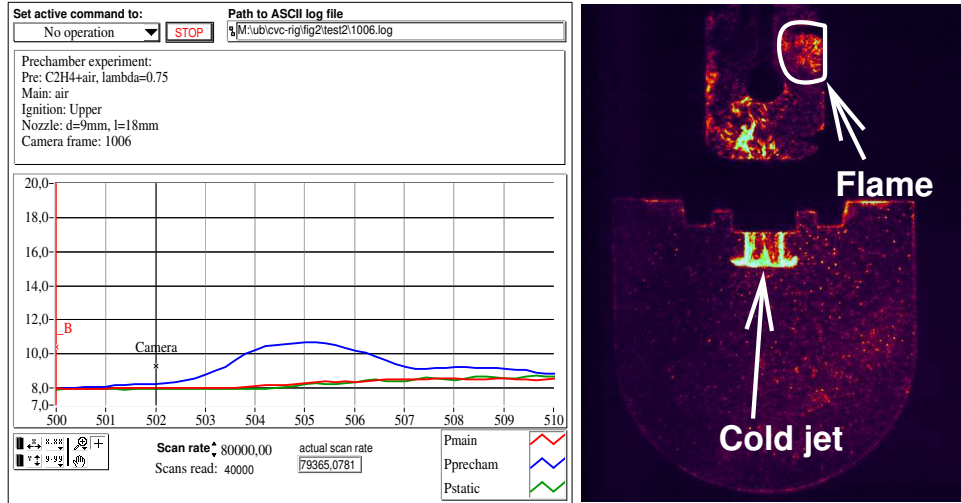 Set active command to:
Path to ASCII log file
No operation
STOP
M:\ub\cvc-rig\fig2\test2\1006.log
Prechamber experiment:
Pre: C2H4+air, lambda=0.75
Main: air
Ignition: Upper
Nozzle: d=9mm, l=18mm
Camera frame: 1006
20,0
18,0
16,0
14,0
12,0
10,0
8,0
7,0
_B
Camera
500
501
502
503
504
505
506
507
508
509
510
Scan rate
80000,00
actual scan rate
Scans read:
40000
79365,0781
Pmain
Pprecham
Pstatic
X
x.xx
Y
y.yy
Flame
Cold jet